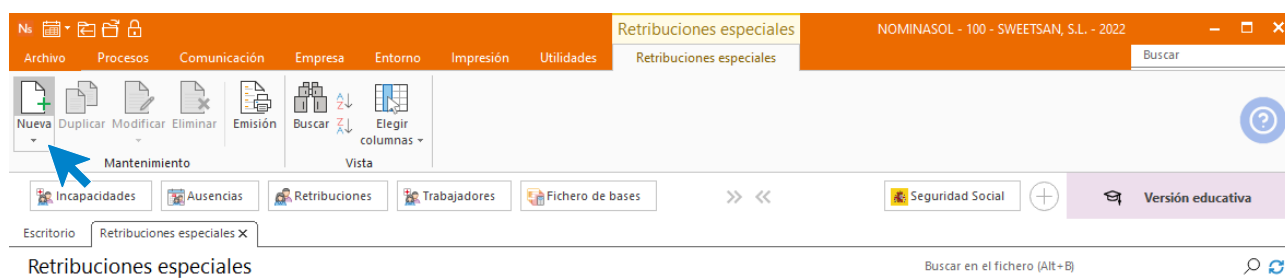 Ns Retribuciones especiales NOMINASOL - 100 - SWEETSAN, S.L. - 2022
Archivo Procesos Comunicación Empresa Entorno Impresión Utilidades Retribuciones especiales Buscar
Nueva Duplicar Modificar Eliminar Emisión Buscar Elegir columnas
Mantenimiento Vista
Incapacidades Ausencias Retribuciones Trabajadores Fichero de bases Seguridad Social Versión educativa
Escritorio Retribuciones especiales
Retribuciones especiales Buscar en el fichero (Alt+B)